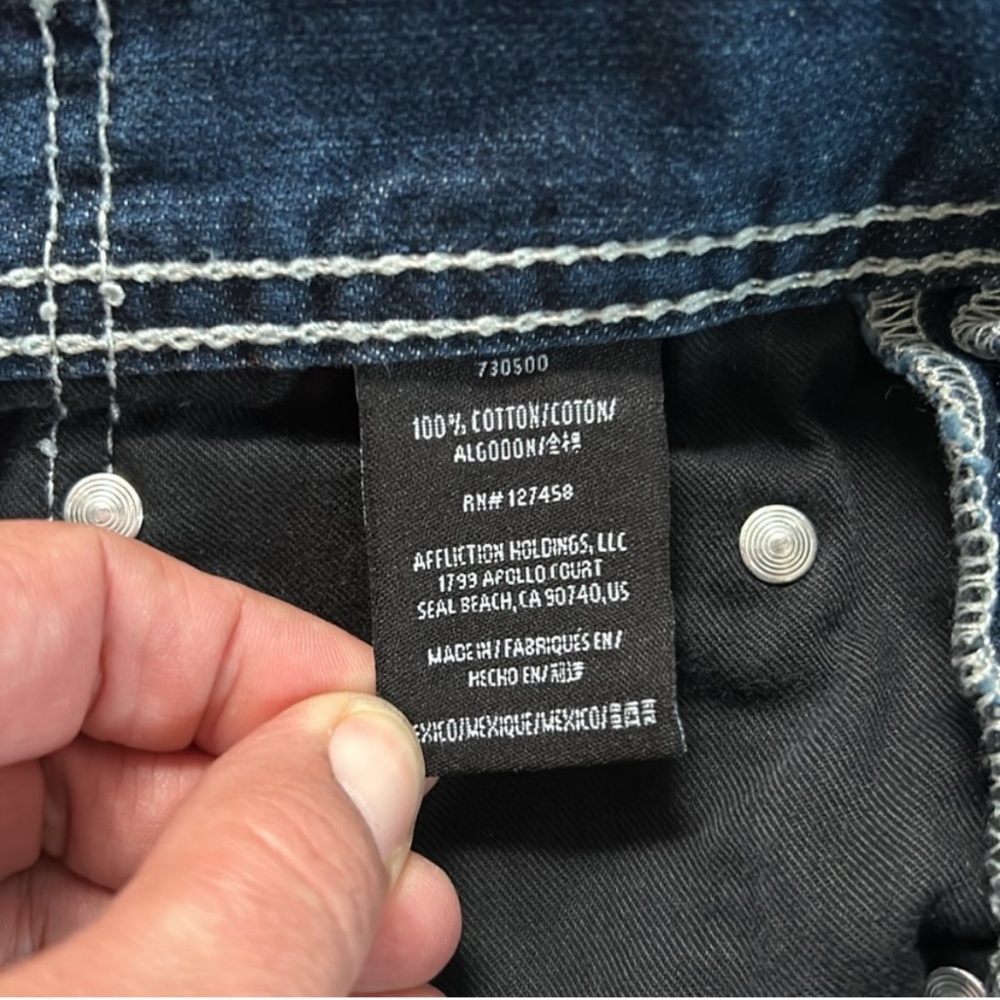 730500
100% COTTON/COTON/
ALGODON/全棉
RN# 127458
AFFLICTION HOLDINGS, LLC
1799 APOLLO COURT
SEAL BEACH, CA 90740, US
MADE IN / FABRIQUÉS EN /
HECHO EN/
EXICO/MEXIQUE/MEXICO/